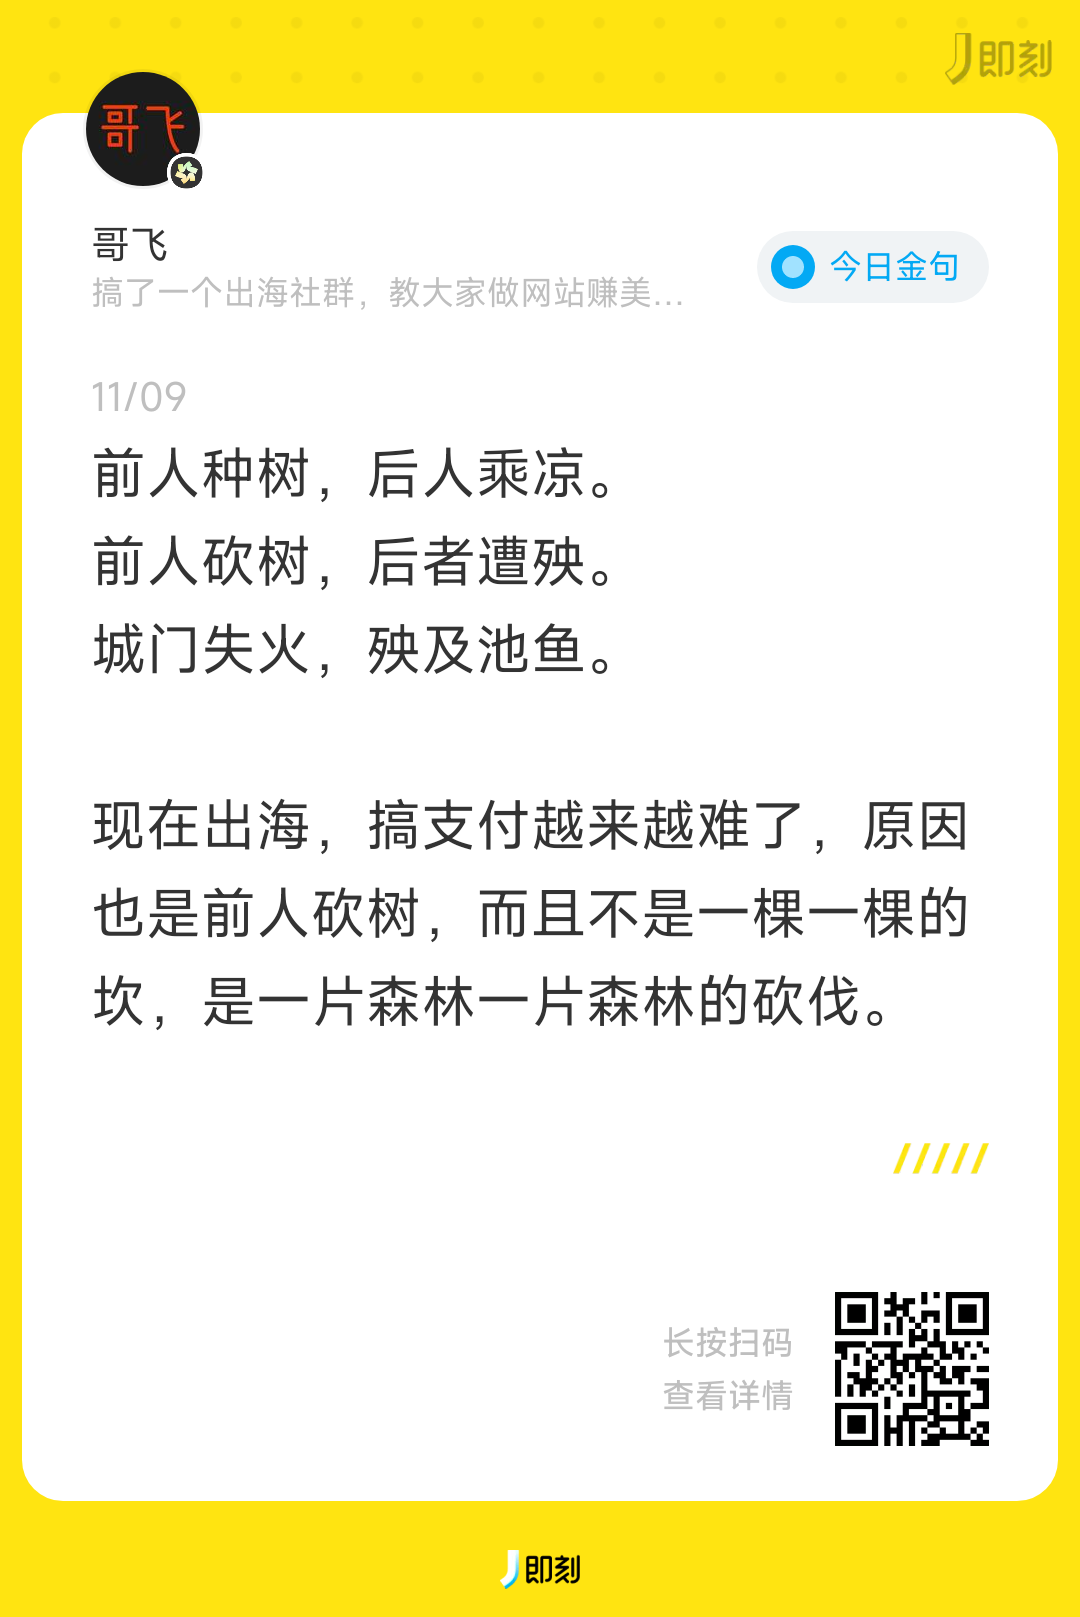 即刻
哥飞
哥飞
搞了一个出海社群，教大家做网站赚美...
今日金句
11/09
前人种树，后人乘凉。
前人砍树，后者遭殃。
城门失火，殃及池鱼。
现在出海，搞支付越来越难了，原因
也是前人砍树，而且不是一棵一棵的
坎，是一片森林一片森林的砍伐。
长按扫码
查看详情
即刻